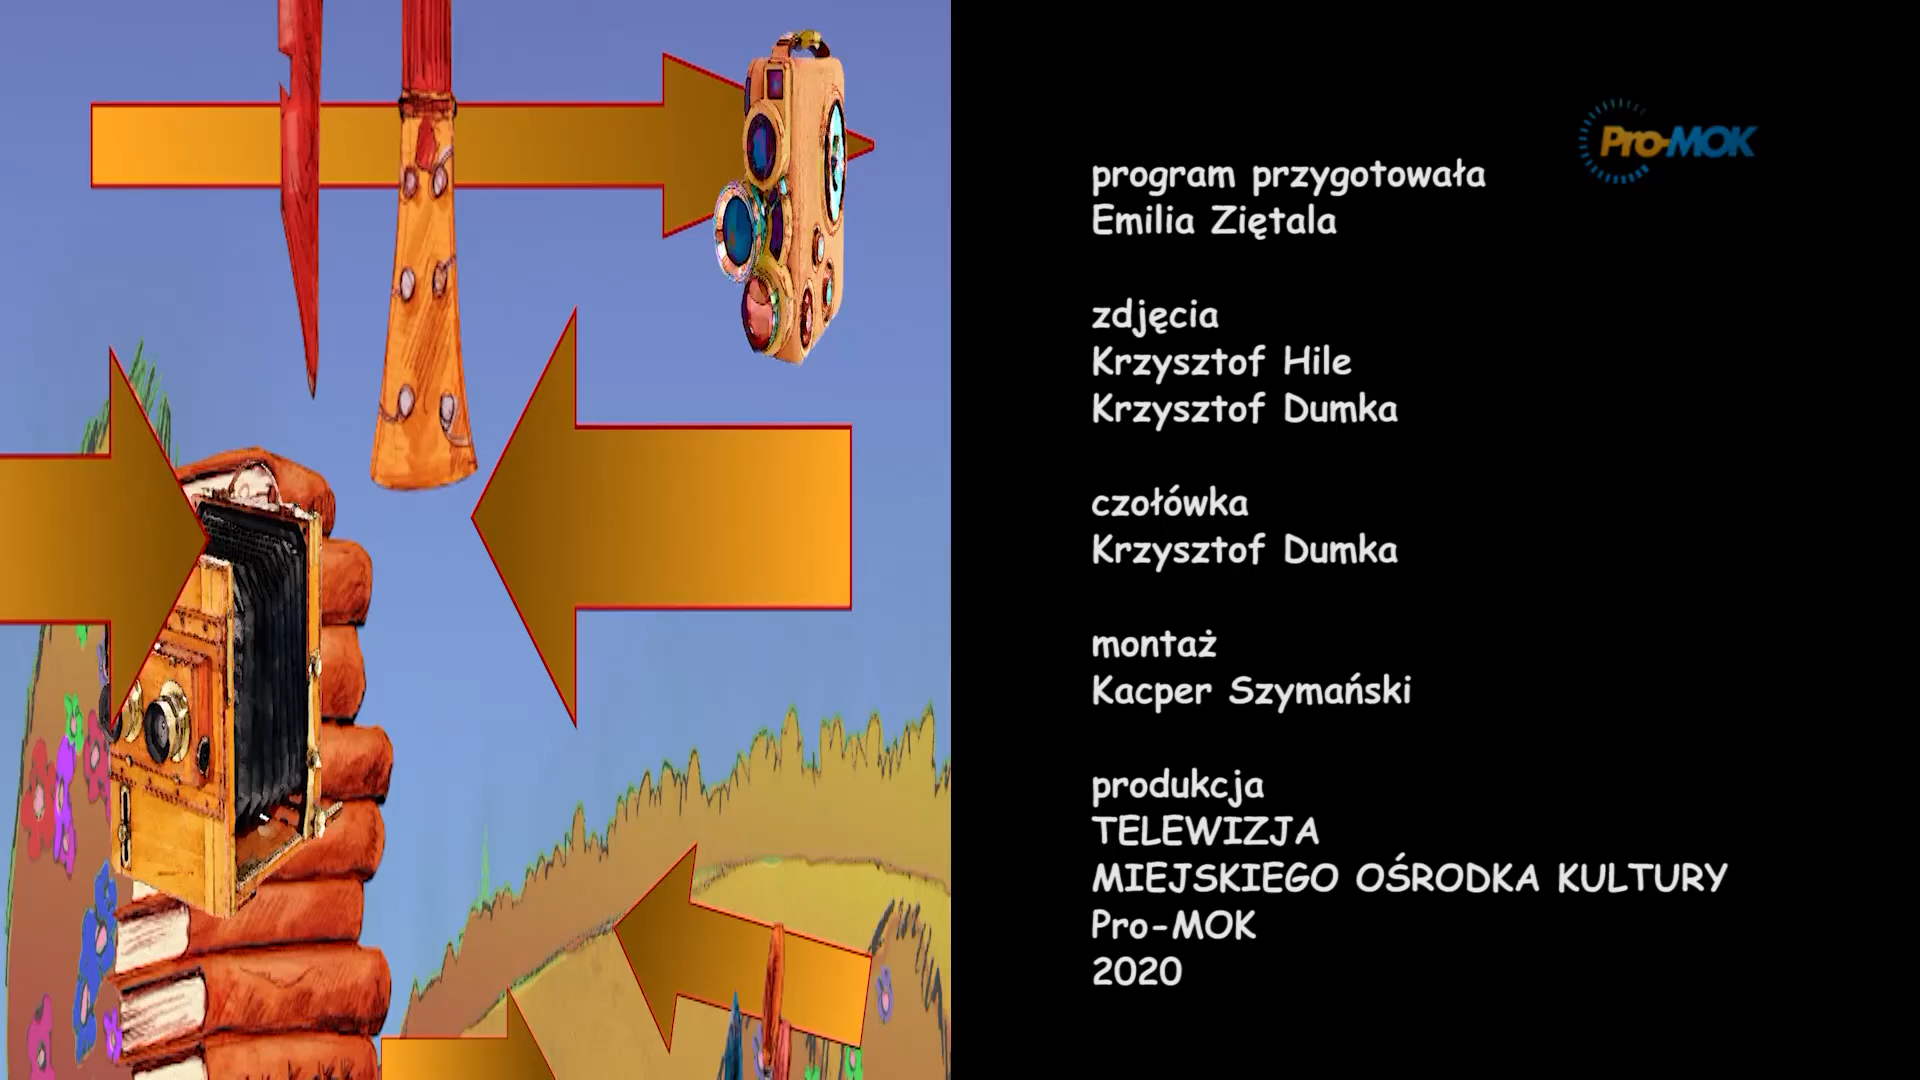 Pro-MOK
program przygotowała
Emilia Ziętala
zdjęcia
Krzysztof Hile
Krzysztof Dumka
czołówka
Krzysztof Dumka
montaż
Kacper Szymański
produkcja
TELEWIZJA
MIEJSKIEGO OŚRODKA KULTURY
Pro-MOK
2020